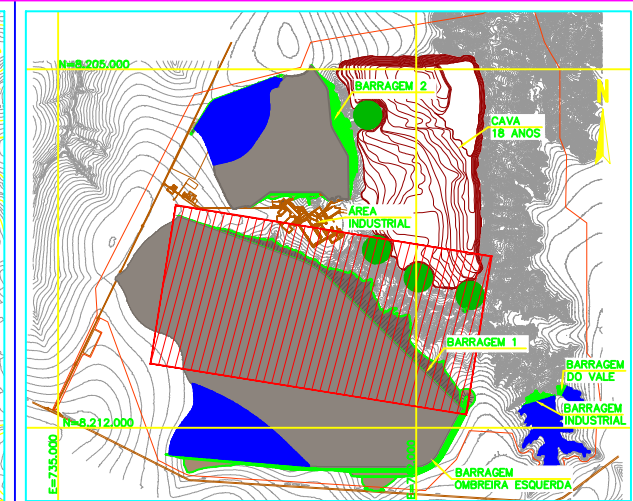 N=8.205.000
BARRAGEM 2
N
CAVA
18 ANOS
ÁREA
INDUSTRIAL
BARRAGEM 1
BARRAGEM
DO VALE
BARRAGEM
INDUSTRIAL
N=8.212.000
E=735.000
BARRAGEM
OMBREIRA ESQUERDA